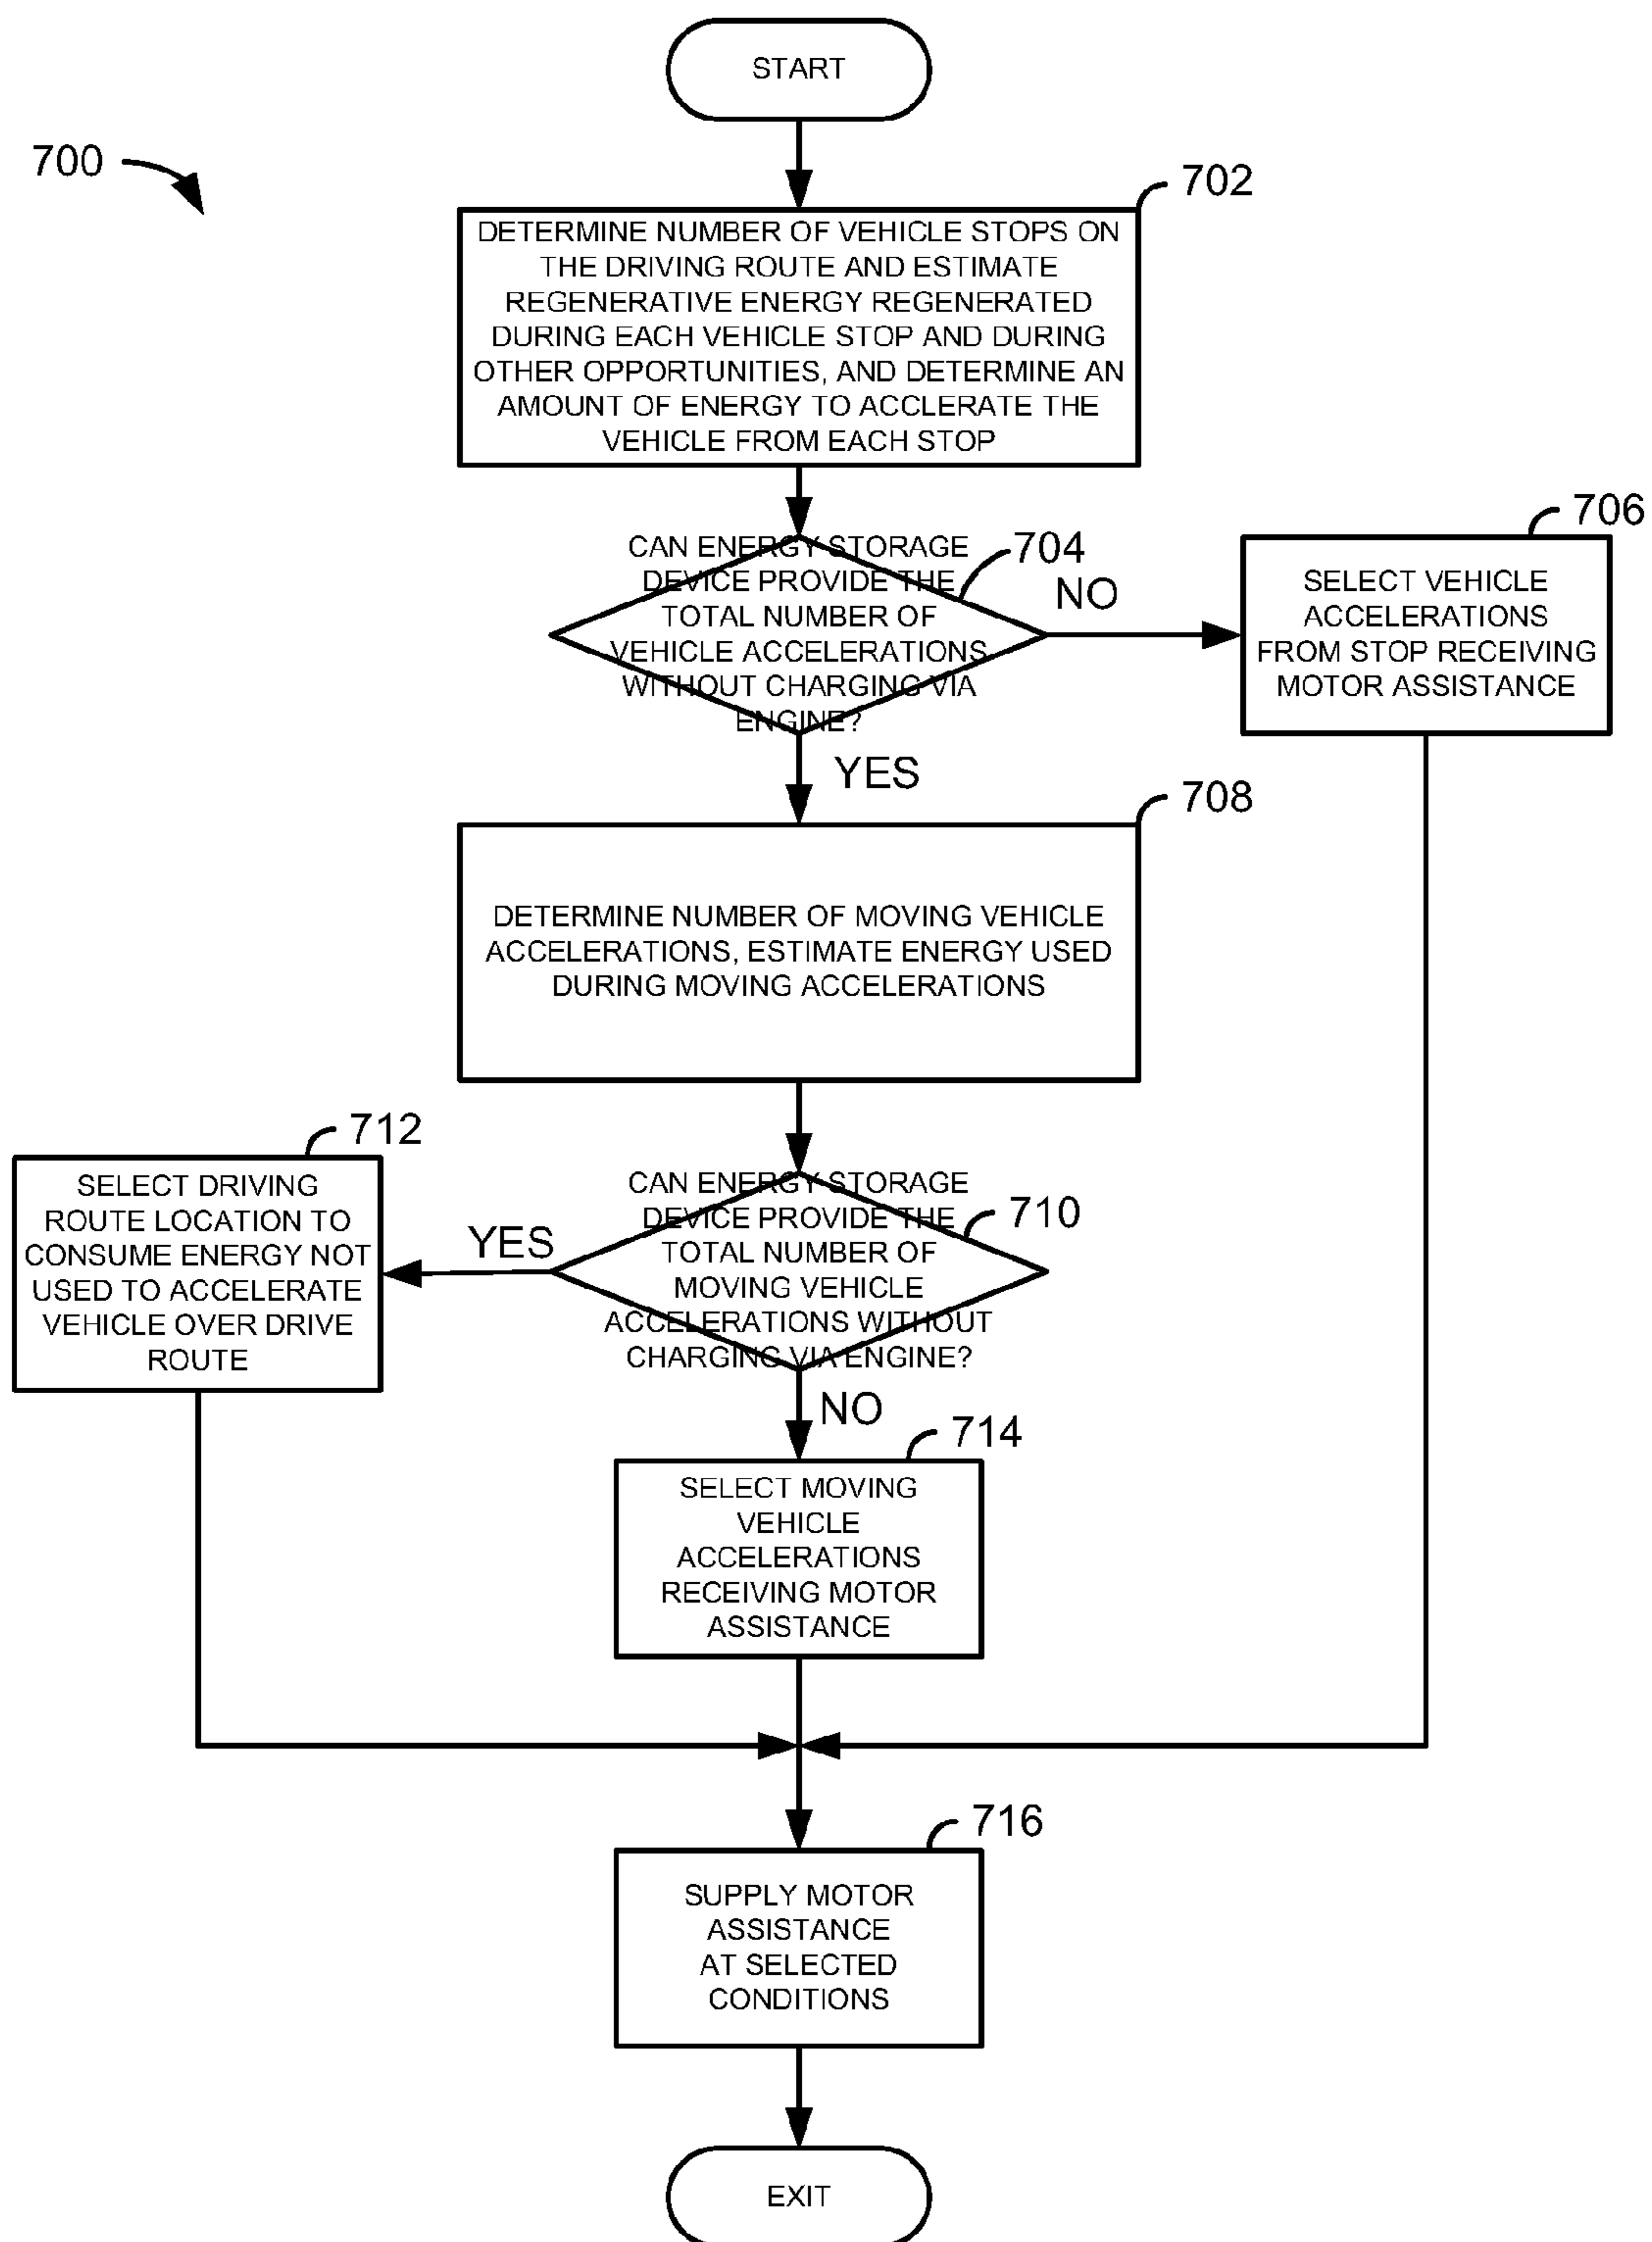 START
700
702
DETERMINE NUMBER OF VEHICLE STOPS ON
THE DRIVING ROUTE AND ESTIMATE
REGENERATIVE ENERGY REGENERATED
DURING EACH VEHICLE STOP AND DURING
OTHER OPPORTUNITIES, AND DETERMINE AN
AMOUNT OF ENERGY TO ACCLERATE THE
VEHICLE FROM EACH STOP
704
CAN ENERGY STORAGE
DEVICE PROVIDE THE
TOTAL NUMBER OF
VEHICLE ACCELERATIONS
WITHOUT CHARGING VIA
ENGINE?
NO
706
SELECT VEHICLE
ACCELERATIONS
FROM STOP RECEIVING
MOTOR ASSISTANCE
YES
708
DETERMINE NUMBER OF MOVING VEHICLE
ACCELERATIONS, ESTIMATE ENERGY USED
DURING MOVING ACCELERATIONS
710
CAN ENERGY STORAGE
DEVICE PROVIDE THE
TOTAL NUMBER OF
MOVING VEHICLE
ACCELERATIONS WITHOUT
CHARGING VIA ENGINE?
YES
712
SELECT DRIVING
ROUTE LOCATION TO
CONSUME ENERGY NOT
USED TO ACCELERATE
VEHICLE OVER DRIVE
ROUTE
NO
714
SELECT MOVING
VEHICLE
ACCELERATIONS
RECEIVING MOTOR
ASSISTANCE
716
SUPPLY MOTOR
ASSISTANCE
AT SELECTED
CONDITIONS
EXIT